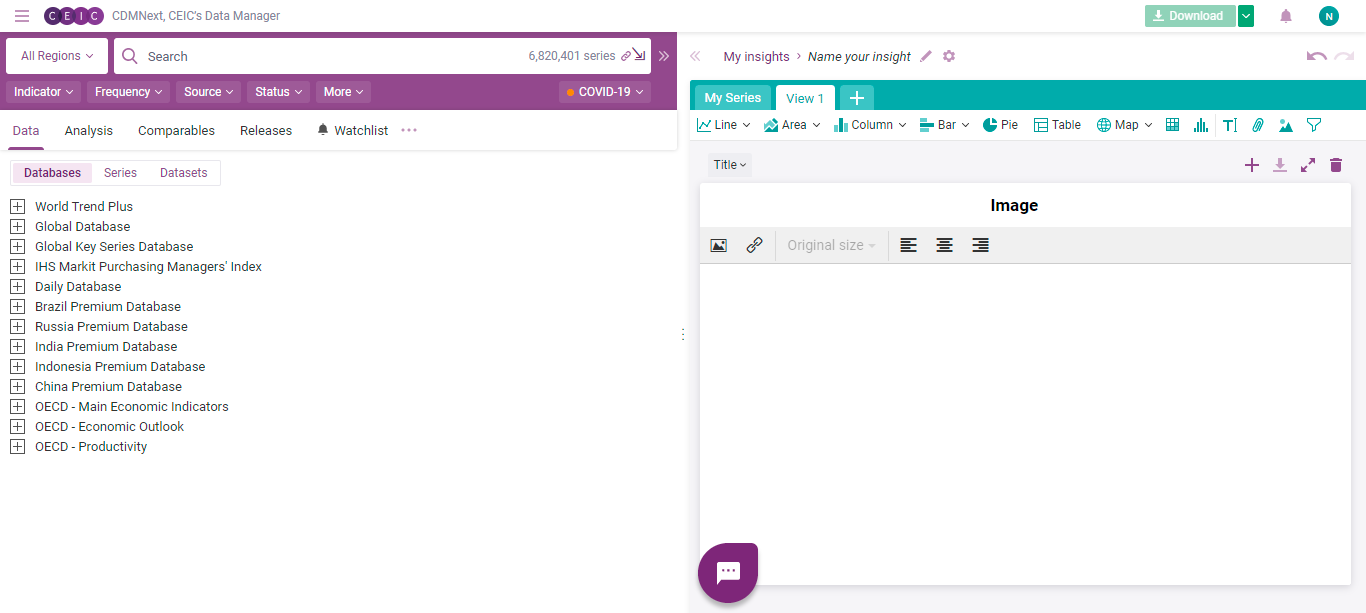 CEIC CDMNext, CEIC's Data Manager Download N
All Regions Search 6,820,401 series
My insights › Name your insight
Indicator Frequency Source Status More COVID-19
My Series View 1
Data Analysis Comparables Releases Watchlist
Line Area Column Bar Pie Table Map
Databases Series Datasets
Title
World Trend Plus
Global Database
Global Key Series Database
IHS Markit Purchasing Managers' Index
Daily Database
Brazil Premium Database
Russia Premium Database
India Premium Database
Indonesia Premium Database
China Premium Database
OECD - Main Economic Indicators
OECD - Economic Outlook
OECD - Productivity
Image
Original size